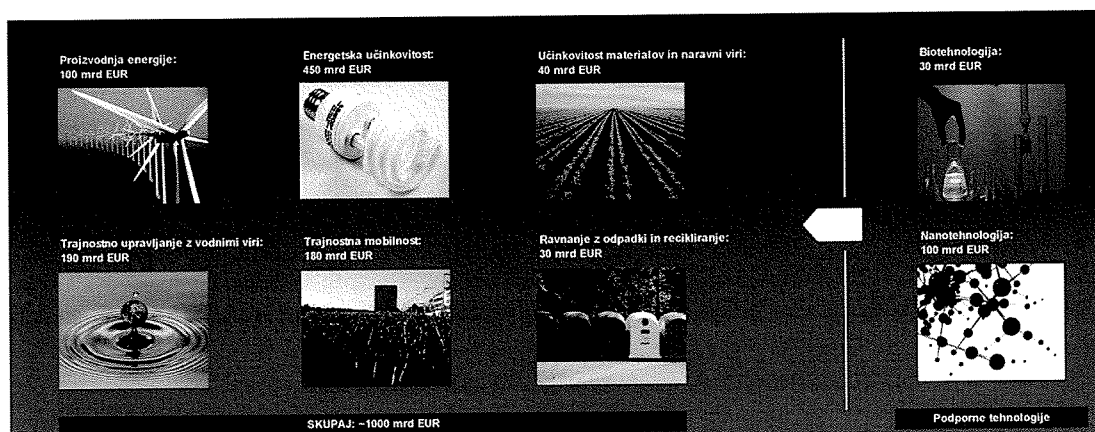 Proizvodnja energije:
100 mrd EUR
Energetska učinkovitost:
450 mrd EUR
Učinkovitost materialov in naravni viri:
40 mrd EUR
Biotehnologija:
30 mrd EUR
Trajnostno upravljanje z vodnimi viri:
190 mrd EUR
Trajnostna mobilnost:
180 mrd EUR
Ravnanje z odpadki in recikliranje:
30 mrd EUR
Nanotehnologija:
100 mrd EUR
SKUPAJ: ~1000 mrd EUR
Podporne tehnologije